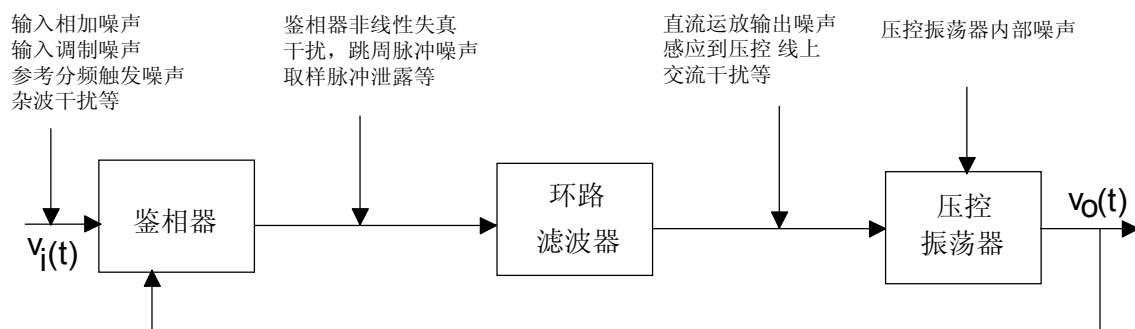 输入相加噪声
输入调制噪声
参考分频触发噪声
杂波干扰等
鉴相器非线性失真
干扰，跳周脉冲噪声
取样脉冲泄露等
直流运放输出噪声
感应到压控 线上
交流干扰等
压控振荡器内部噪声
vi(t)
鉴相器
环路
滤波器
压控
振荡器
vo(t)